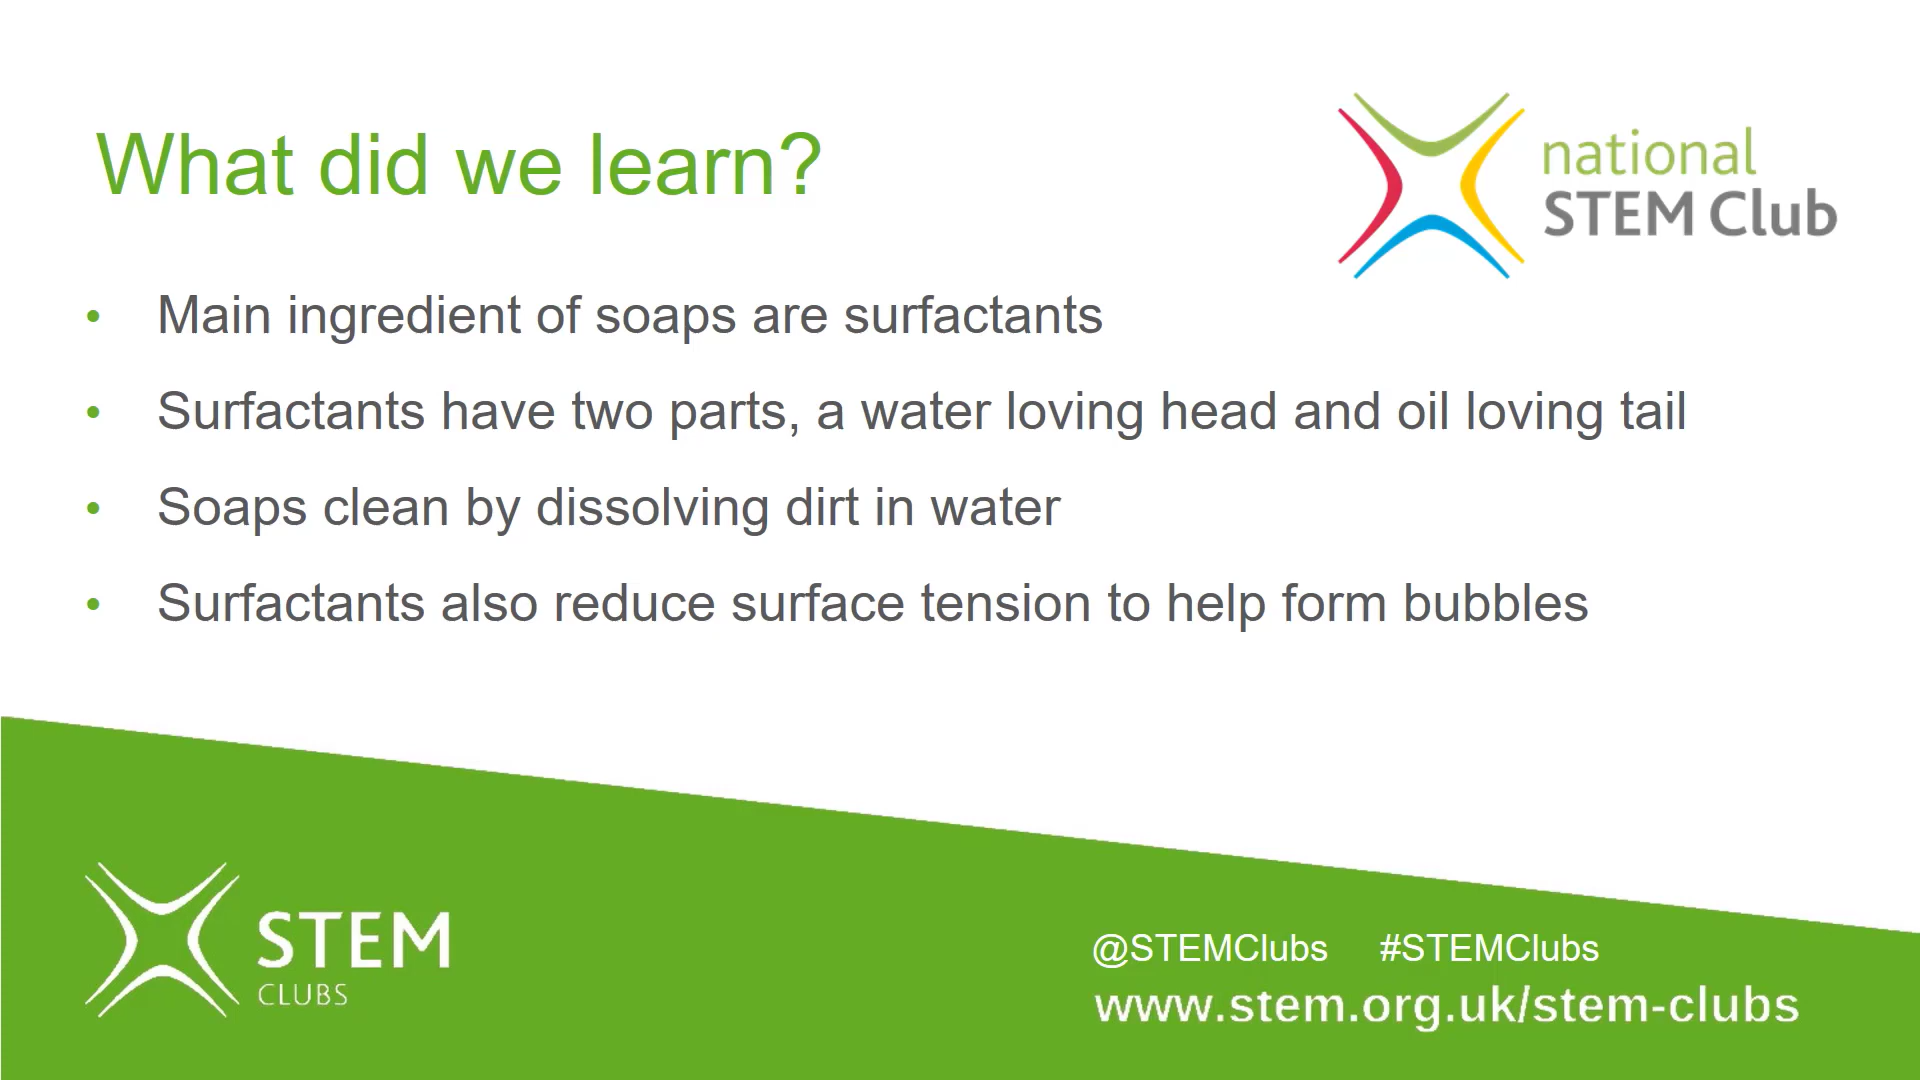 What did we learn?
national
STEM Club
• Main ingredient of soaps are surfactants
• Surfactants have two parts, a water loving head and oil loving tail
• Soaps clean by dissolving dirt in water
• Surfactants also reduce surface tension to help form bubbles
STEM
CLUBS
@STEMClubs #STEMClubs
www.stem.org.uk/stem-clubs